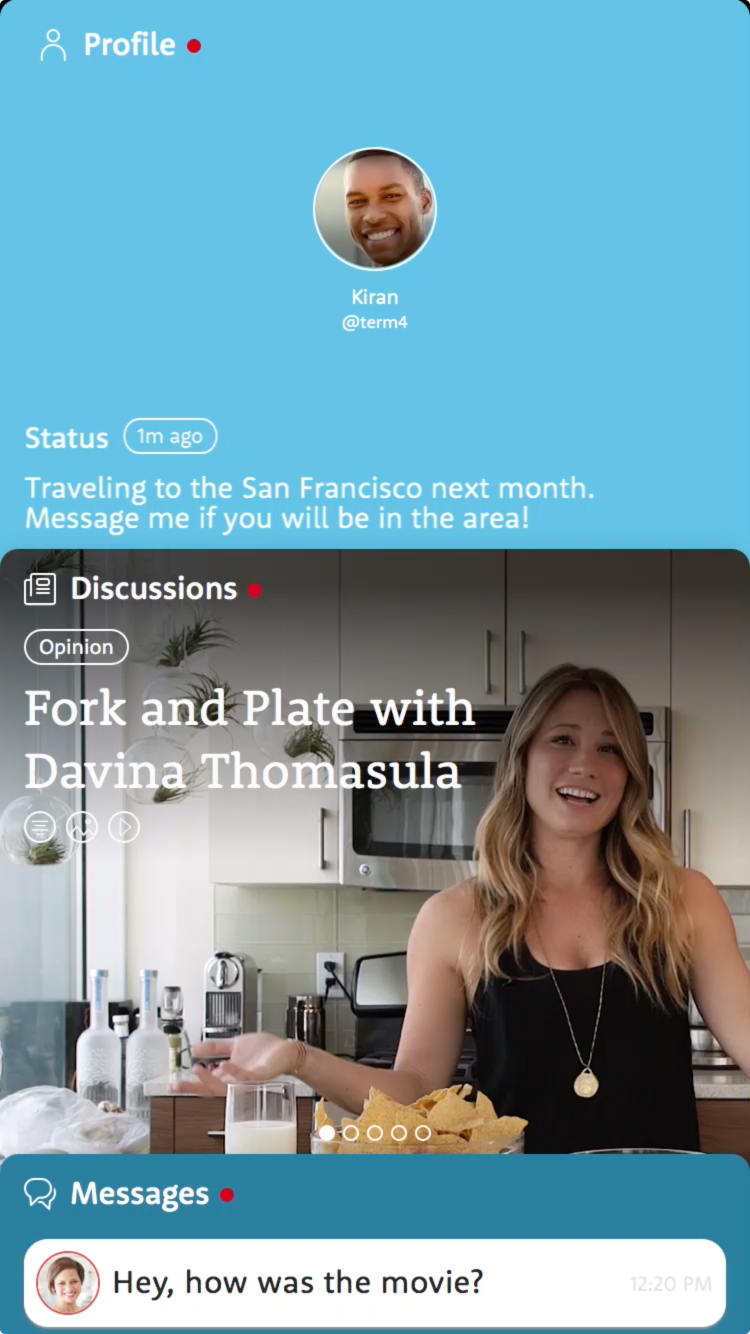 Profile
Kiran
@term4
Status 1m ago
Traveling to the San Francisco next month.
Message me if you will be in the area!
Discussions
Opinion
Fork and Plate with
Davina Thomasula
Messages
Hey, how was the movie? 12:20 PM